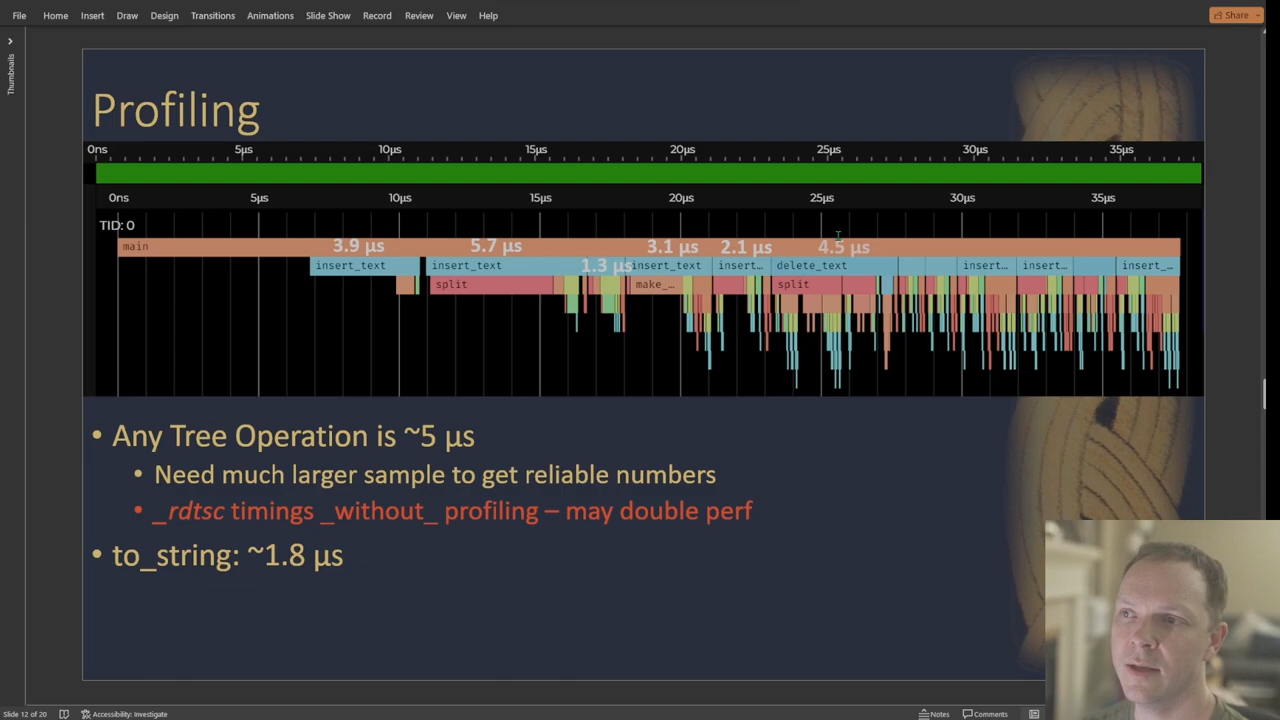 File Home Insert Draw Design Transitions Animations Slide Show Record Review View Help Share
Thumbnails
Profiling
0ns 5µs 10µs 15µs 20µs 25µs 30µs 35µs
0ns 5µs 10µs 15µs 20µs 25µs 30µs 35µs
TID: 0
main 3.9 µs 5.7 µs 3.1 µs 2.1 µs 4.5 µs
insert_text insert_text 1.3 µs insert_text insert… delete_text insert… insert… insert_…
split make_… split
• Any Tree Operation is ~5 µs
• Need much larger sample to get reliable numbers
• _rdtsc timings _without_ profiling – may double perf
• to_string: ~1.8 µs
Slide 12 of 20 Accessibility: Investigate Notes Comments